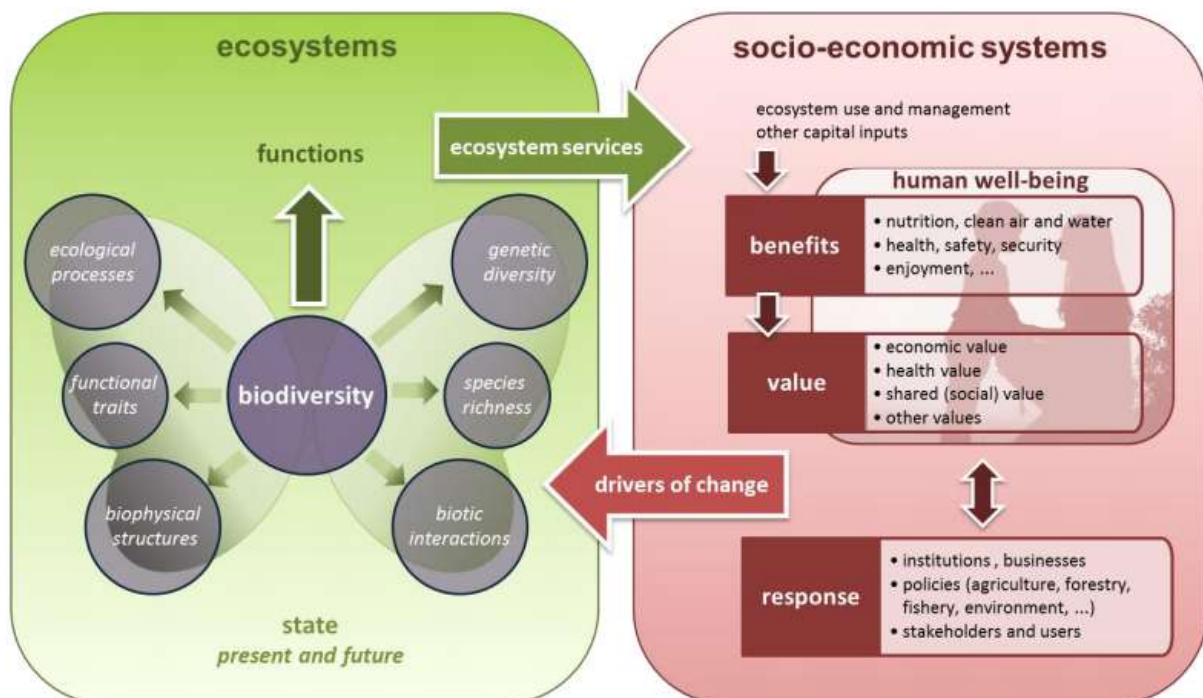 ecosystems
functions
ecological
processes
genetic
diversity
functional
traits
biodiversity
species
richness
biophysical
structures
biotic
interactions
state
present and future
ecosystem services
drivers of change
socio-economic systems
ecosystem use and management
other capital inputs
human well-being
benefits
• nutrition, clean air and water
• health, safety, security
• enjoyment, ...
value
• economic value
• health value
• shared (social) value
• other values
response
• institutions , businesses
• policies (agriculture, forestry,
fishery, environment, ...)
• stakeholders and users